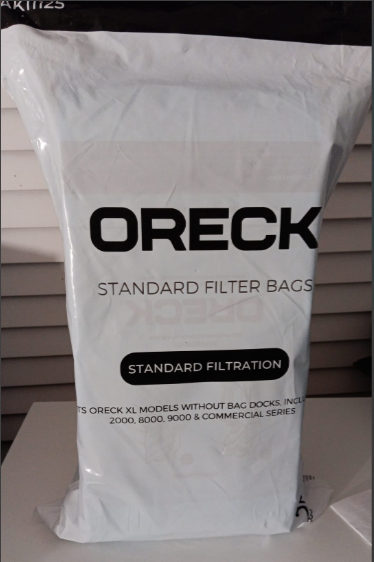 AK11125
ORECK
STANDARD FILTER BAGS
STANDARD FILTRATION
TS ORECK XL MODELS WITHOUT BAG DOCKS, INCL
2000, 8000, 9000 & COMMERCIAL SERIES